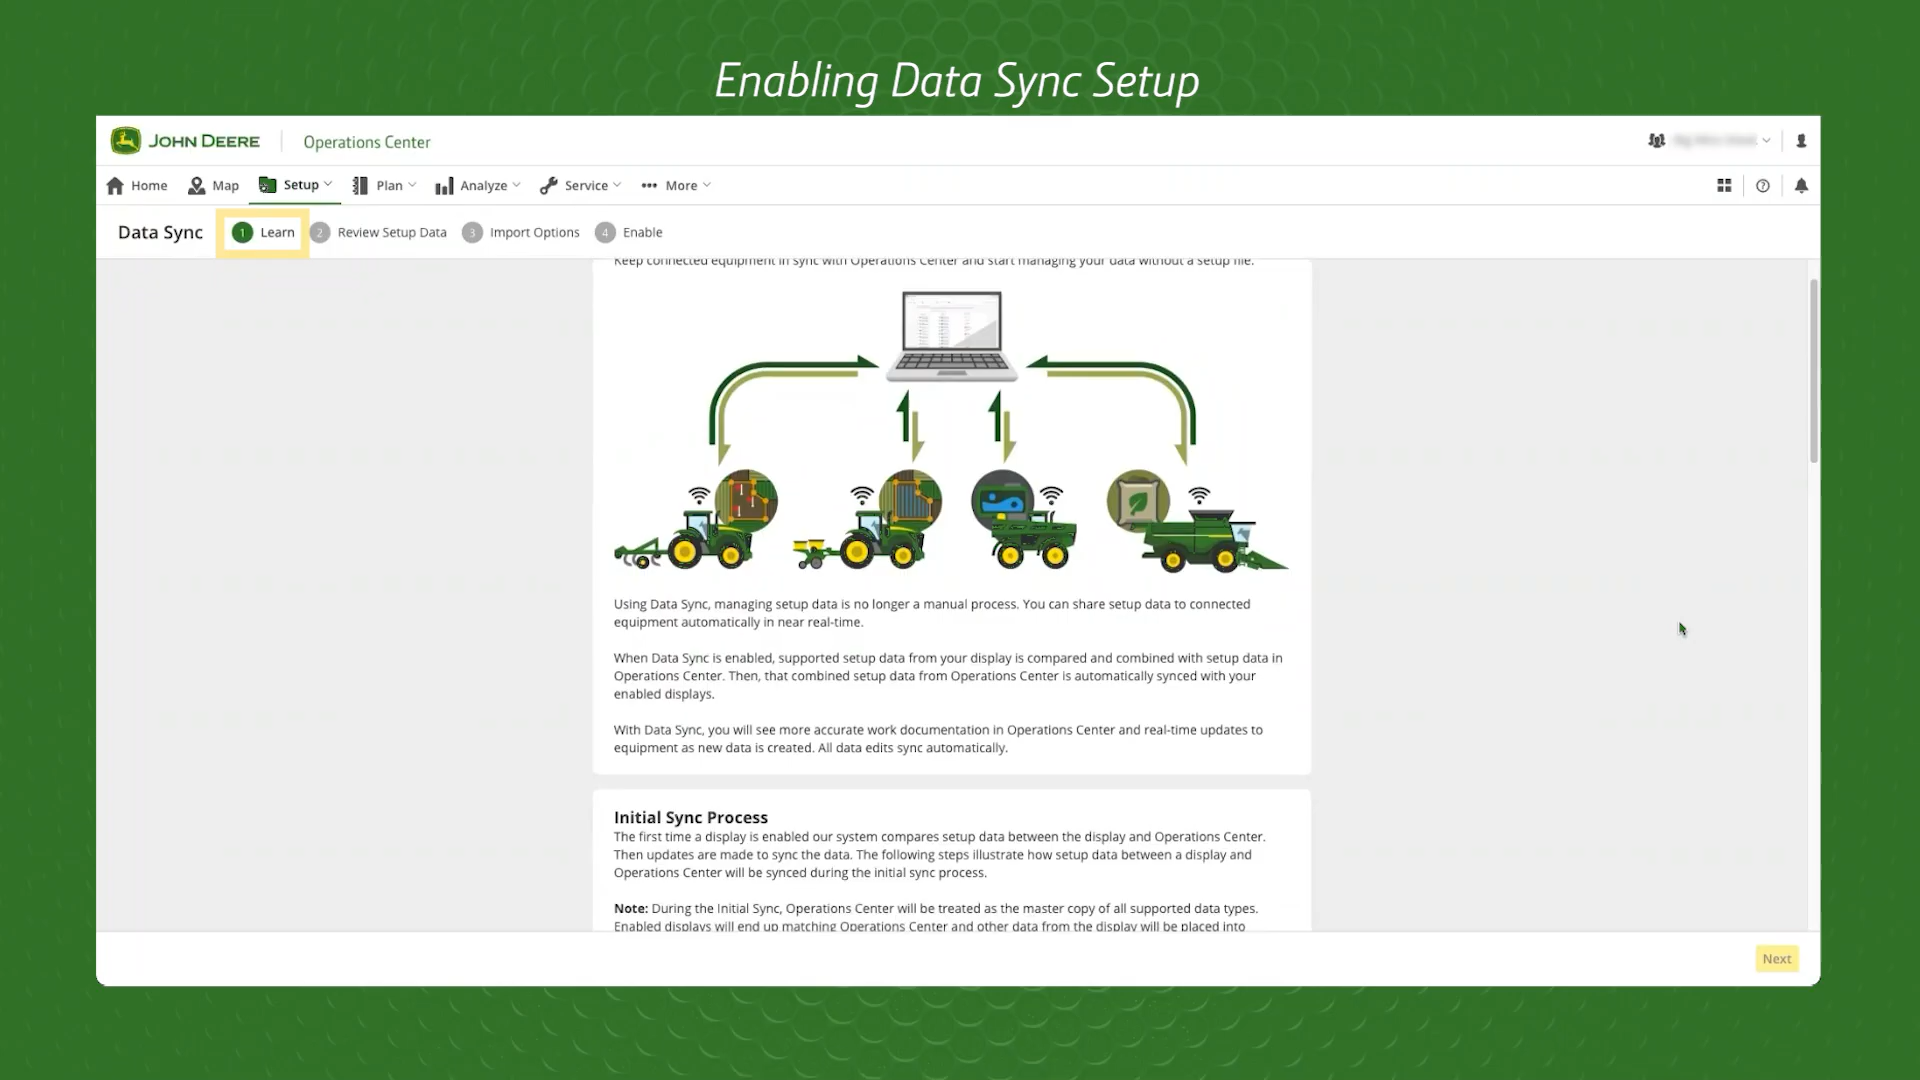 Enabling Data Sync Setup
JOHN DEERE Operations Center
Home Map Setup Plan Analyze Service More
Data Sync 1 Learn 2 Review Setup Data 3 Import Options 4 Enable
Keep connected equipment in sync with Operations Center and start managing your data without a setup file.
Using Data Sync, managing setup data is no longer a manual process. You can share setup data to connected
equipment automatically in near real-time.
When Data Sync is enabled, supported setup data from your display is compared and combined with setup data in
Operations Center. Then, that combined setup data from Operations Center is automatically synced with your
enabled displays.
With Data Sync, you will see more accurate work documentation in Operations Center and real-time updates to
equipment as new data is created. All data edits sync automatically.
Initial Sync Process
The first time a display is enabled our system compares setup data between the display and Operations Center.
Then updates are made to sync the data. The following steps illustrate how setup data between a display and
Operations Center will be synced during the initial sync process.
Note: During the Initial Sync, Operations Center will be treated as the master copy of all supported data types.
Enabled displays will end up matching Operations Center and other data from the display will be placed into
Next